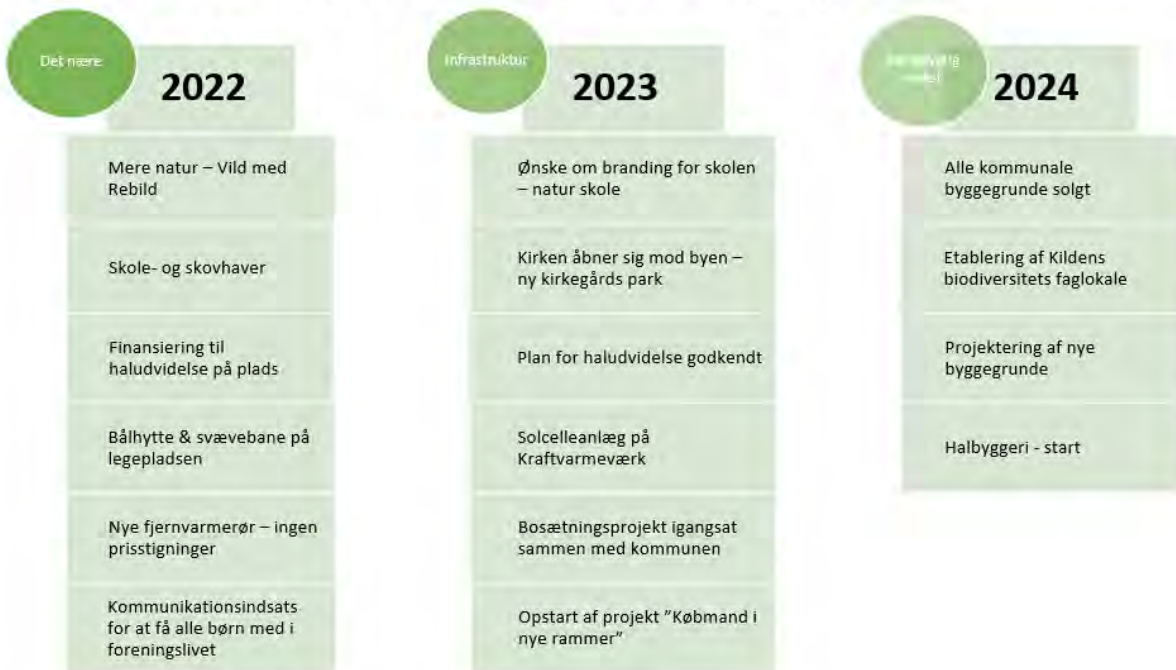 Det nære
2022
Mere natur – Vild med
Rebild
Skole- og skovhaver
Finansiering til
haludvidelse på plads
Bålhytte & svævebane på
legepladsen
Nye fjernvarmerør – ingen
prisstigninger
Kommunikationsindsats
for at få alle børn med i
foreningslivet
Infrastruktur
2023
Ønske om branding for skolen
– natur skole
Kirken åbner sig mod byen –
ny kirkegårds park
Plan for haludvidelse godkendt
Solcelleanlæg på
Kraftvarmeværk
Bosætningsprojekt igangsat
sammen med kommunen
Opstart af projekt ”Købmand i
nye rammer”
2024
Alle kommunale
byggegrunde solgt
Etablering af Kildens
biodiversitets faglokale
Projektering af nye
byggegrunde
Halbyggeri - start